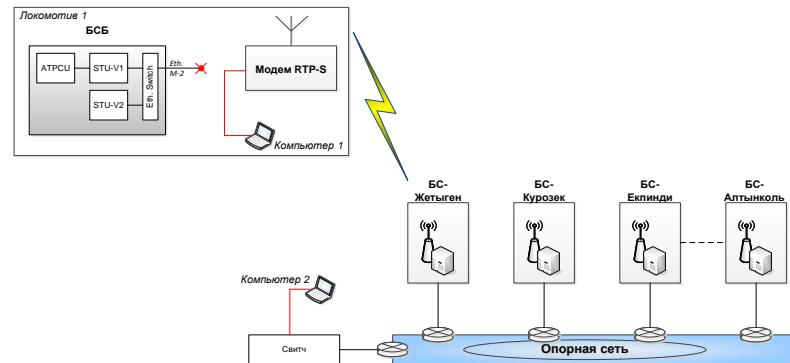 Локомотив 1
БСБ
ATPCU
STU-V1
STU-V2
Eth. Switch
Eth.
M-2
Модем RTP-S
Компьютер 1
БС-
Жетыген
БС-
Курозек
БС-
Екпинди
БС-
Алтынколь
Компьютер 2
Свитч
Опорная сеть